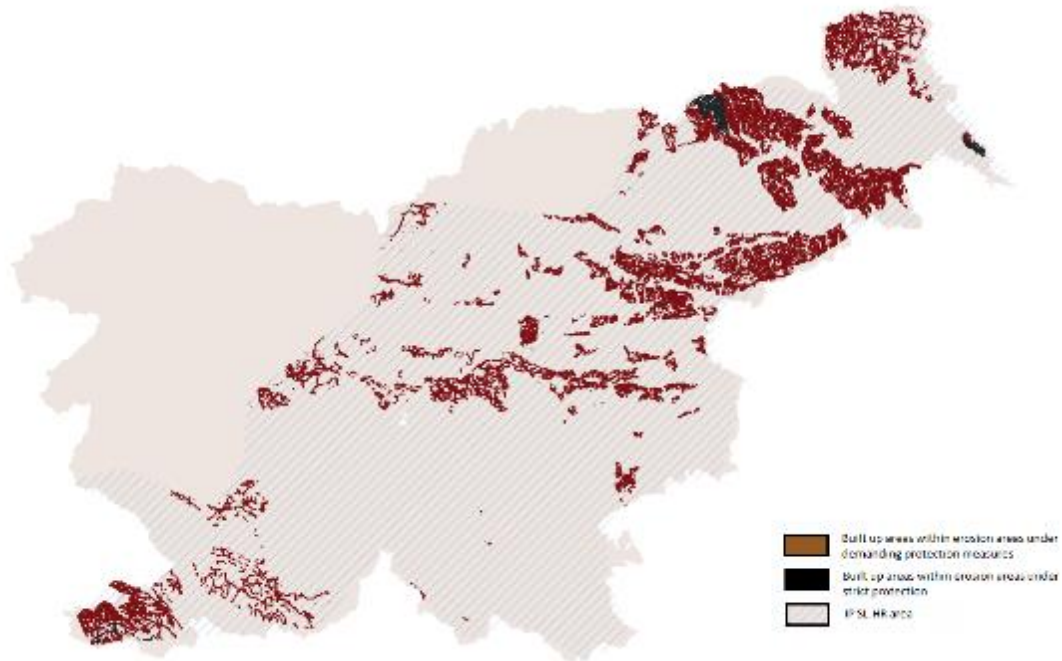 Built up areas within erosion areas under
demanding protection measures
Built up areas within erosion areas under
strict protection
IP SL HR area